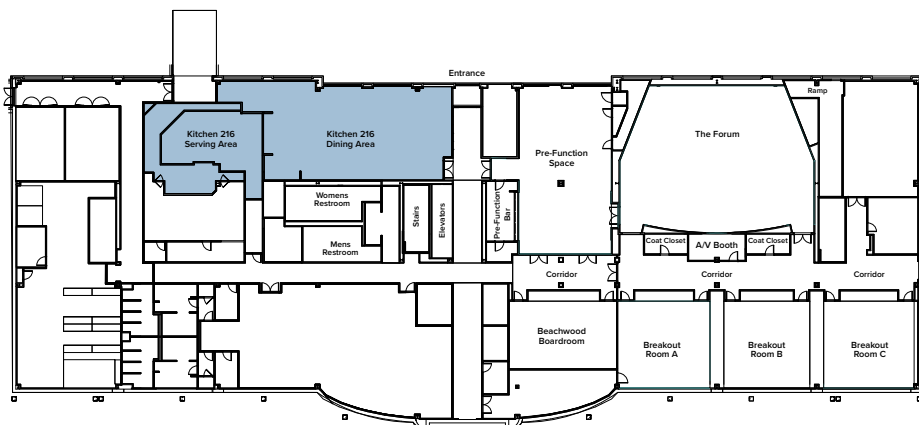 Entrance
Ramp
Kitchen 216
Serving Area
Kitchen 216
Dining Area
The Forum
Pre-Function
Space
Womens
Restroom
Stairs
Elevators
Pre-Function
Bar
Mens
Restroom
Coat Closet
A/V Booth
Coat Closet
Corridor
Corridor
Corridor
Beachwood
Boardroom
Breakout
Room A
Breakout
Room B
Breakout
Room C